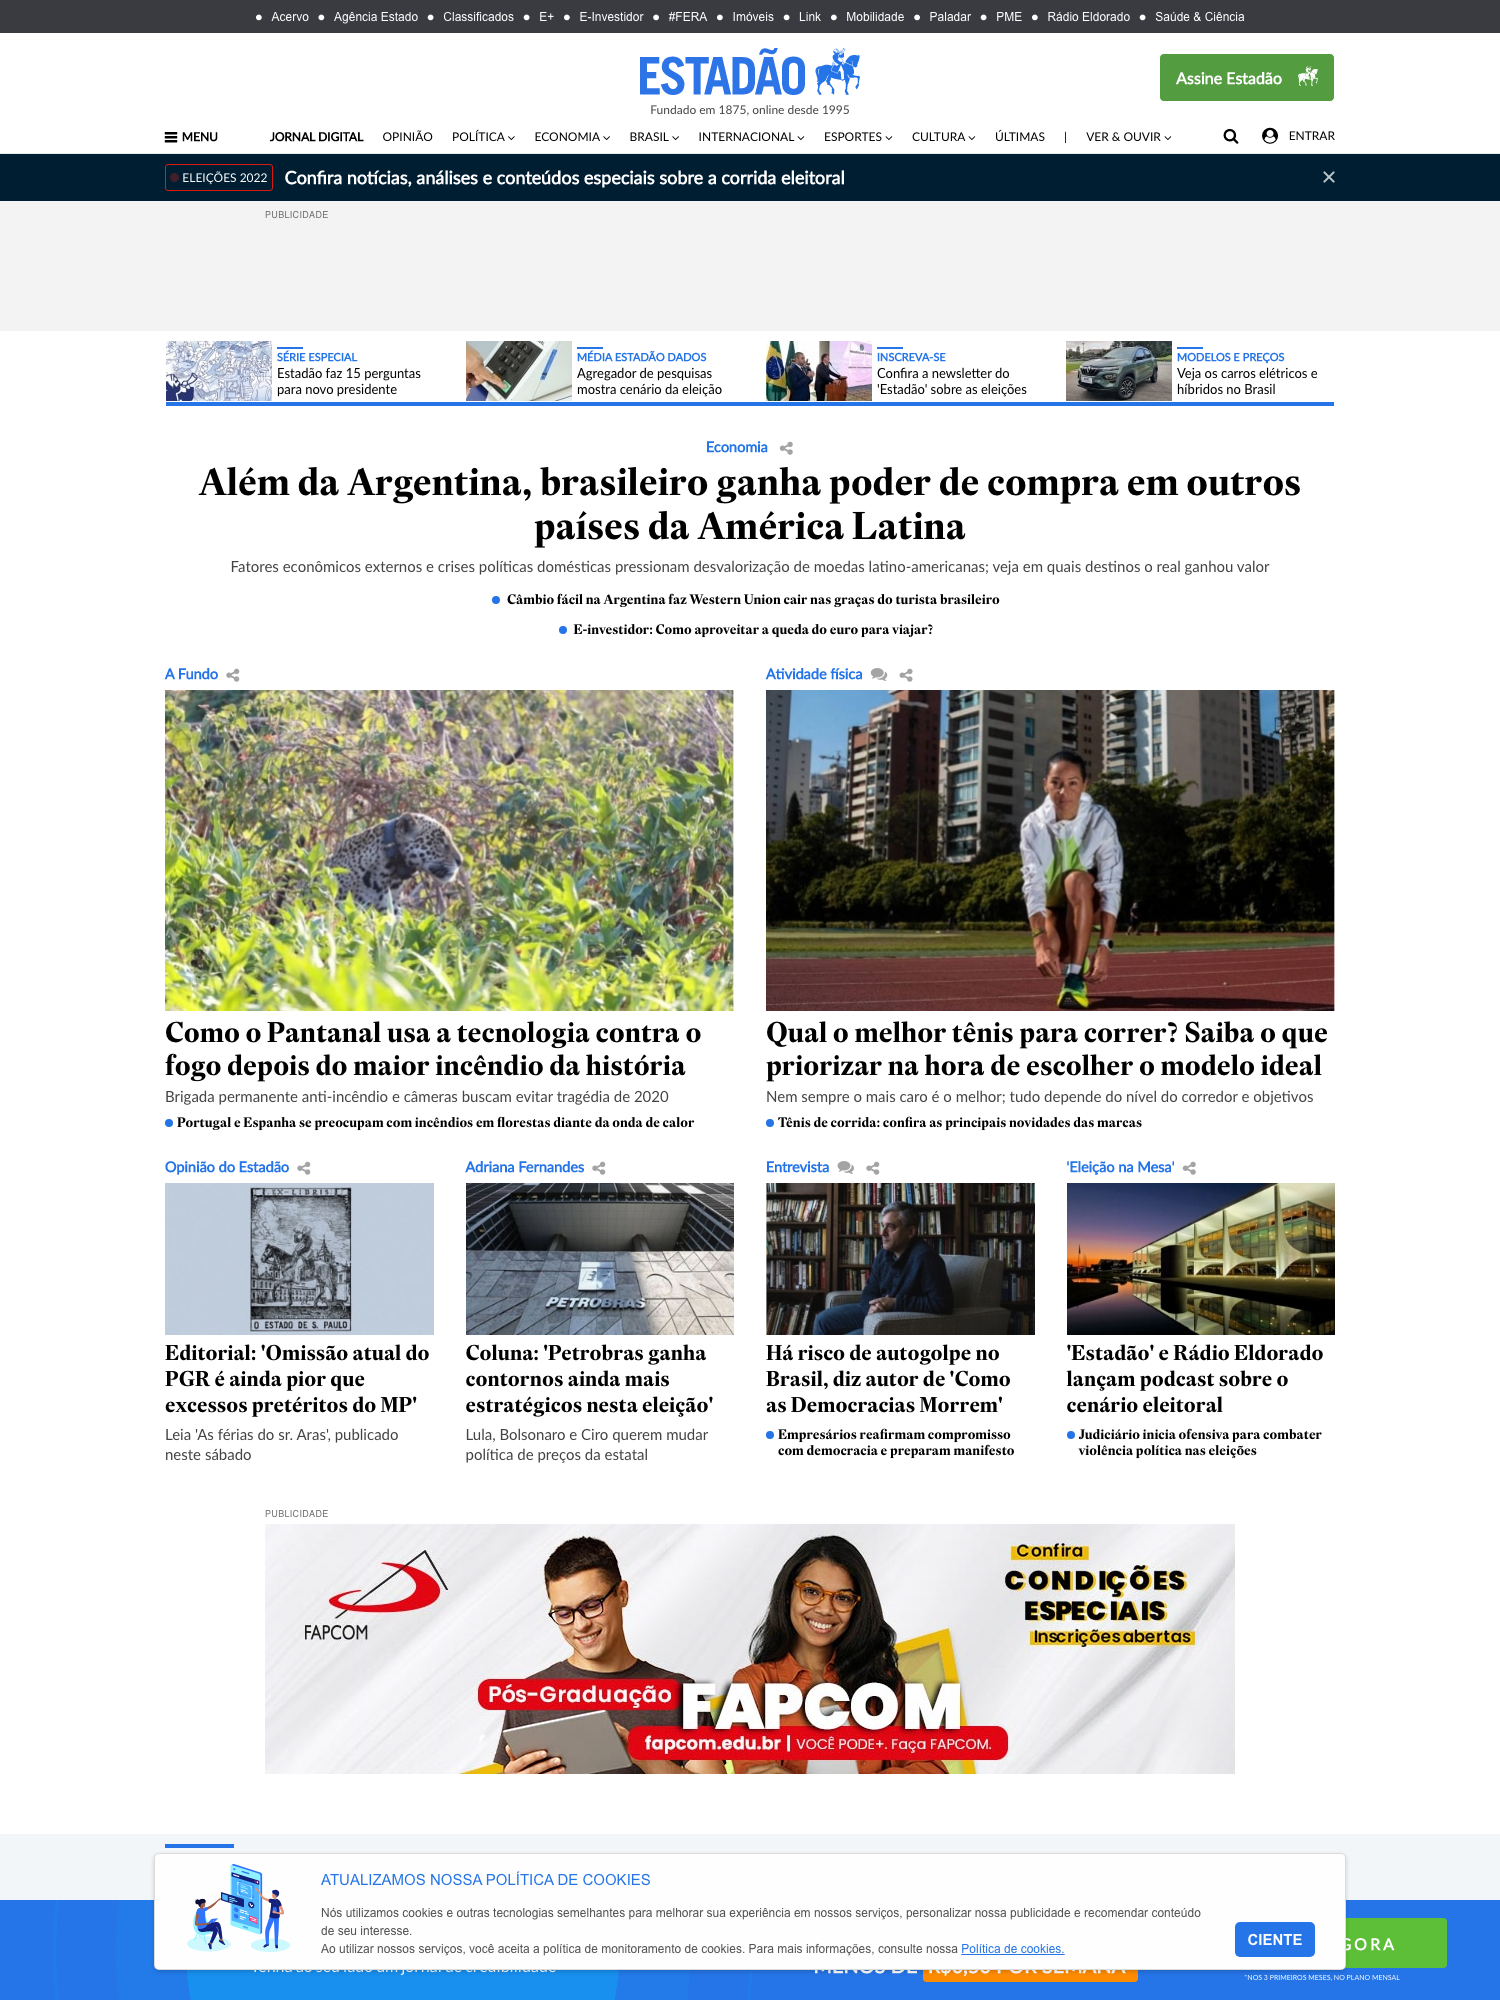 Acervo Agência Estado Classificados E+ E-Investidor #FERA Imóveis Link Mobilidade Paladar PME Rádio Eldorado Saúde & Ciência
ESTADÃO
Fundado em 1875, online desde 1995
Assine Estadão
MENU JORNAL DIGITAL OPINIÃO POLÍTICA ECONOMIA BRASIL INTERNACIONAL ESPORTES CULTURA ÚLTIMAS | VER & OUVIR ENTRAR
ELEIÇÕES 2022 Confira notícias, análises e conteúdos especiais sobre a corrida eleitoral
PUBLICIDADE
SÉRIE ESPECIAL
Estadão faz 15 perguntas
para novo presidente
MÉDIA ESTADÃO DADOS
Agregador de pesquisas
mostra cenário da eleição
INSCREVA-SE
Confira a newsletter do
'Estadão' sobre as eleições
MODELOS E PREÇOS
Veja os carros elétricos e
híbridos no Brasil
Economia
Além da Argentina, brasileiro ganha poder de compra em outros
países da América Latina
Fatores econômicos externos e crises políticas domésticas pressionam desvalorização de moedas latino-americanas; veja em quais destinos o real ganhou valor
Câmbio fácil na Argentina faz Western Union cair nas graças do turista brasileiro
E-investidor: Como aproveitar a queda do euro para viajar?
A Fundo
Como o Pantanal usa a tecnologia contra o
fogo depois do maior incêndio da história
Brigada permanente anti-incêndio e câmeras buscam evitar tragédia de 2020
Portugal e Espanha se preocupam com incêndios em florestas diante da onda de calor
Atividade física
Qual o melhor tênis para correr? Saiba o que
priorizar na hora de escolher o modelo ideal
Nem sempre o mais caro é o melhor; tudo depende do nível do corredor e objetivos
Tênis de corrida: confira as principais novidades das marcas
Opinião do Estadão
EX-LIBRIS
O ESTADO DE S. PAULO
Editorial: 'Omissão atual do
PGR é ainda pior que
excessos pretéritos do MP'
Leia 'As férias do sr. Aras', publicado
neste sábado
Adriana Fernandes
PETROBRAS
Coluna: 'Petrobras ganha
contornos ainda mais
estratégicos nesta eleição'
Lula, Bolsonaro e Ciro querem mudar
política de preços da estatal
Entrevista
Há risco de autogolpe no
Brasil, diz autor de 'Como
as Democracias Morrem'
Empresários reafirmam compromisso
com democracia e preparam manifesto
'Eleição na Mesa'
'Estadão' e Rádio Eldorado
lançam podcast sobre o
cenário eleitoral
Judiciário inicia ofensiva para combater
violência política nas eleições
PUBLICIDADE
FAPCOM
Confira
CONDIÇÕES
ESPECIAIS
Inscrições abertas
Pós-Graduação FAPCOM
fapcom.edu.br | VOCÊ PODE+. Faça FAPCOM.
ATUALIZAMOS NOSSA POLÍTICA DE COOKIES
Nós utilizamos cookies e outras tecnologias semelhantes para melhorar sua experiência em nossos serviços, personalizar nossa publicidade e recomendar conteúdo
de seu interesse.
Ao utilizar nossos serviços, você aceita a política de monitoramento de cookies. Para mais informações, consulte nossa Política de cookies.
CIENTE
GORA
*NOS 3 PRIMEIROS MESES, NO PLANO MENSAL